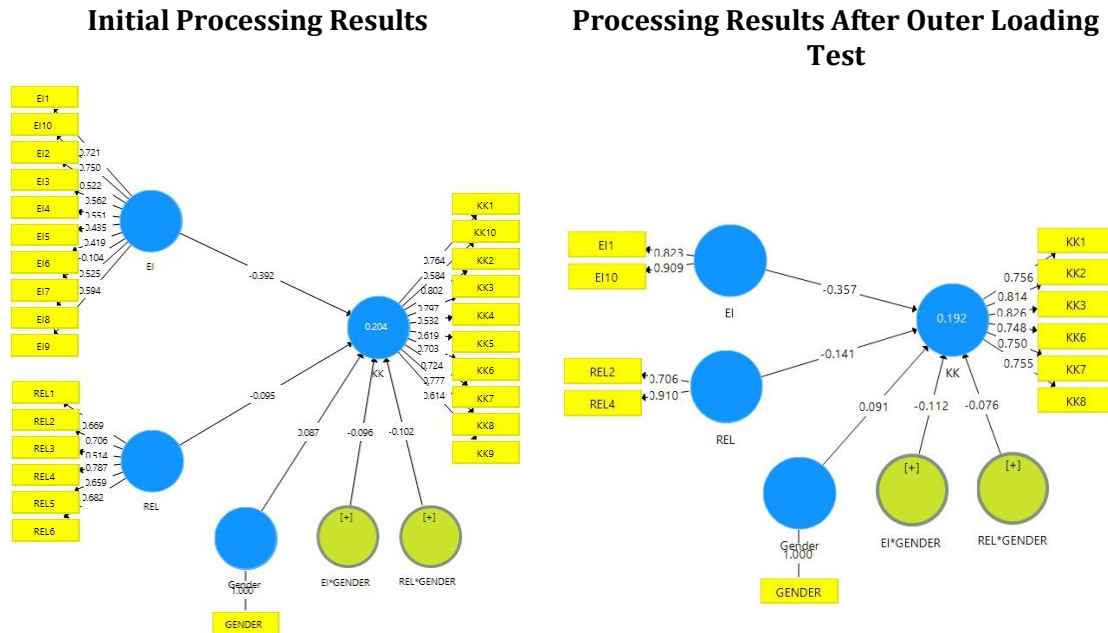 Initial Processing Results
EI1
EI10
EI2
EI3
EI4
EI5
EI6
EI7
EI8
EI9
0.721
0.750
0.522
0.562
0.551
0.435
0.419
-0.104
0.525
0.594
EI
-0.392
REL1
REL2
REL3
REL4
REL5
REL6
0.669
0.706
0.514
0.787
0.659
0.682
REL
-0.095
0.204
KK
KK1
KK10
KK2
KK3
KK4
KK5
KK6
KK7
KK8
KK9
0.764
0.584
0.802
0.797
0.532
0.619
0.703
0.724
0.777
0.614
0.087
-0.096
-0.102
Gender
1.000
GENDER
[+]
EI*GENDER
[+]
REL*GENDER
Processing Results After Outer Loading
Test
EI1
EI10
0.823
0.909
EI
-0.357
REL2
REL4
0.706
0.910
REL
-0.141
0.192
KK
KK1
KK2
KK3
KK6
KK7
KK8
0.756
0.814
0.826
0.748
0.750
0.755
0.091
-0.112
-0.076
Gender
1.000
GENDER
[+]
EI*GENDER
[+]
REL*GENDER